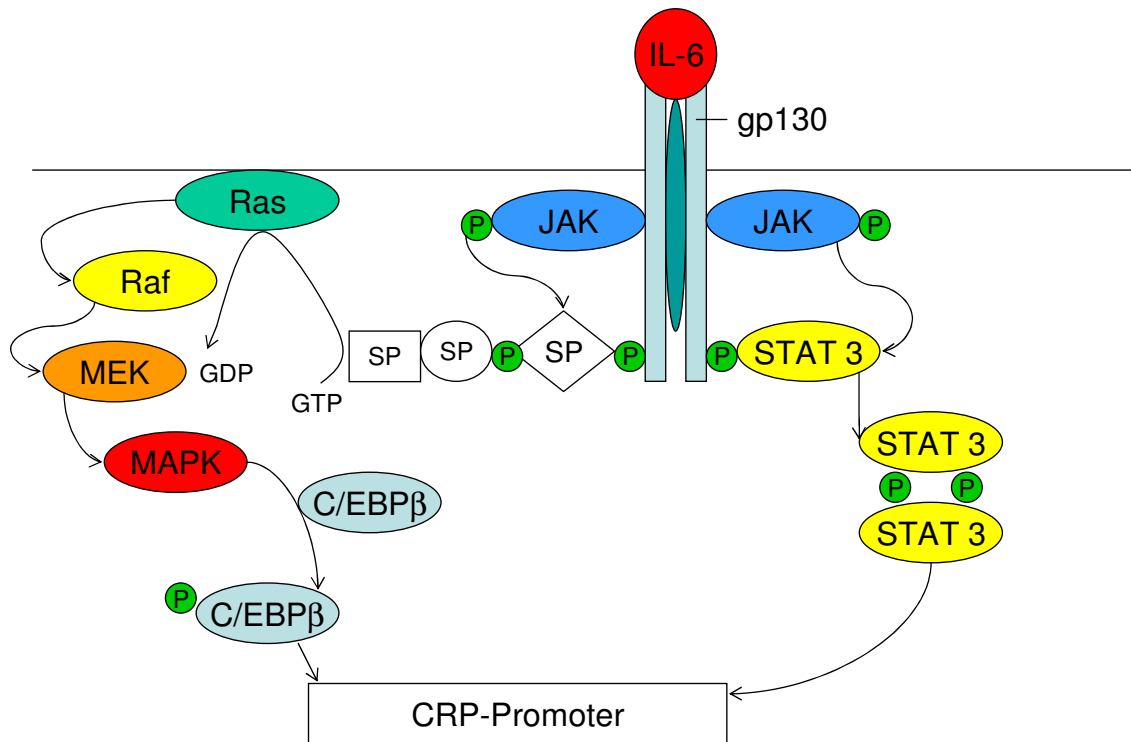 IL-6
gp130
Ras
JAK
JAK
P
P
Raf
SP
SP
P
SP
P
P
STAT 3
MEK
GDP
GTP
STAT 3
MAPK
P
P
C/EBPβ
STAT 3
P
C/EBPβ
CRP-Promoter